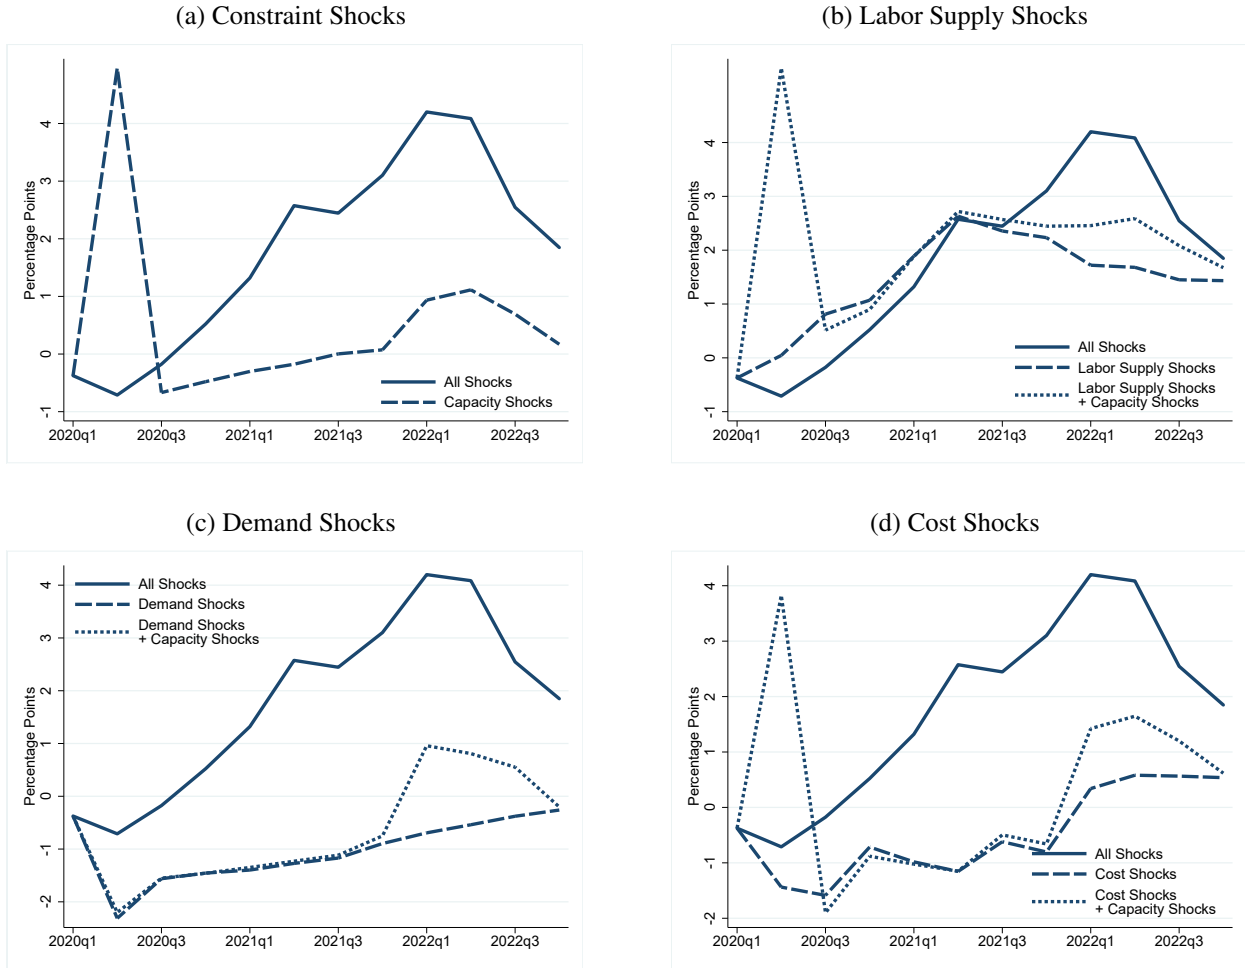 (a) Constraint Shocks
Percentage Points
4
3
2
1
0
-1
2020q1 2020q3 2021q1 2021q3 2022q1 2022q3
All Shocks
Capacity Shocks
(b) Labor Supply Shocks
Percentage Points
4
3
2
1
0
-1
2020q1 2020q3 2021q1 2021q3 2022q1 2022q3
All Shocks
Labor Supply Shocks
Labor Supply Shocks
+ Capacity Shocks
(c) Demand Shocks
Percentage Points
4
3
2
1
0
-1
-2
2020q1 2020q3 2021q1 2021q3 2022q1 2022q3
All Shocks
Demand Shocks
Demand Shocks
+ Capacity Shocks
(d) Cost Shocks
Percentage Points
4
3
2
1
0
-1
-2
2020q1 2020q3 2021q1 2021q3 2022q1 2022q3
All Shocks
Cost Shocks
Cost Shocks
+ Capacity Shocks